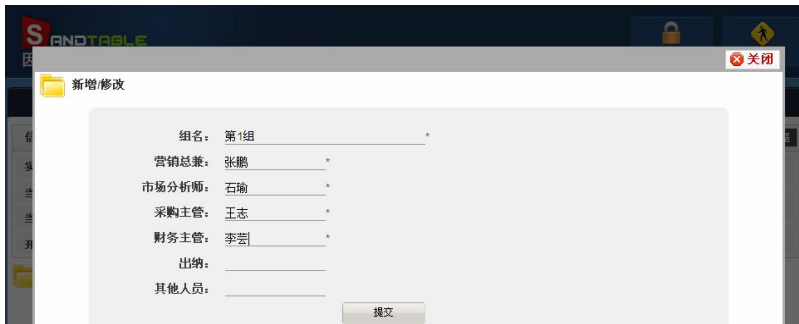 SANDTABLE
因
关闭
新增/修改
组名： 第1组 *
营销总兼： 张鹏 *
市场分析师： 石瑜 *
采购主管： 王志 *
财务主管： 李芸 *
出纳：
其他人员：
提交